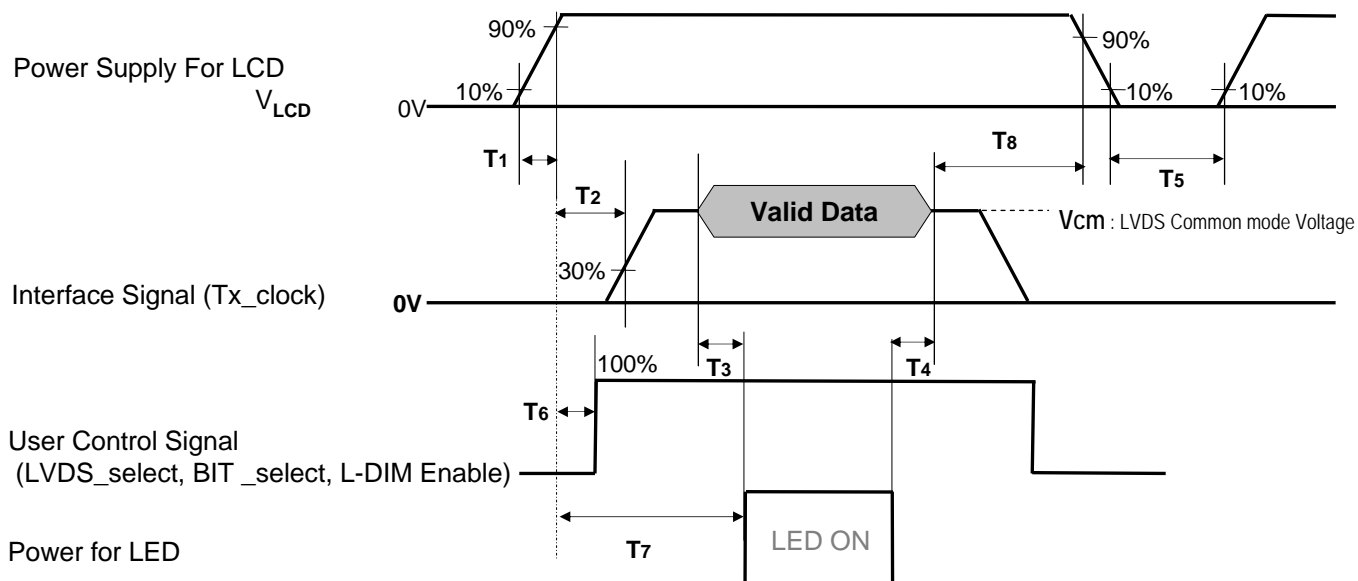 90%
90%
Power Supply For LCD
VLCD
10%
10%
10%
0V
T1
T8
T5
T2
Valid Data
Vcm : LVDS Common mode Voltage
30%
Interface Signal (Tx_clock)
0V
T3
T4
100%
T6
User Control Signal
(LVDS_select, BIT _select, L-DIM Enable)
T7
LED ON
Power for LED